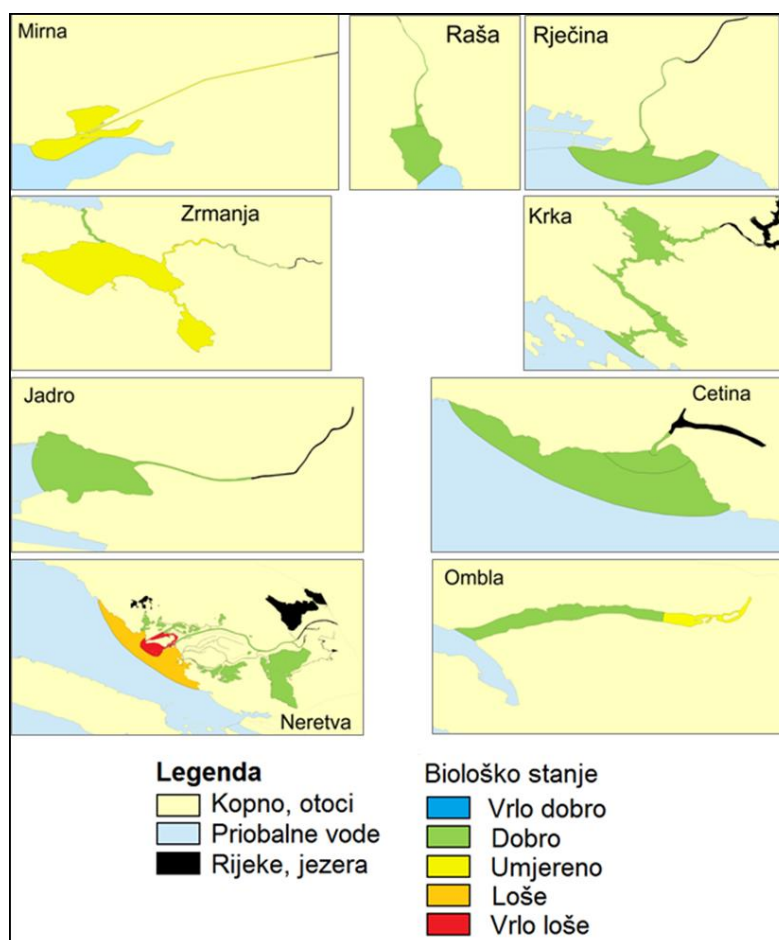 Mirna
Raša
Rječina
Zrmanja
Krka
Jadro
Cetina
Neretva
Ombla
Legenda
Kopno, otoci
Priobalne vode
Rijeke, jezera
Biološko stanje
Vrlo dobro
Dobro
Umjereno
Loše
Vrlo loše